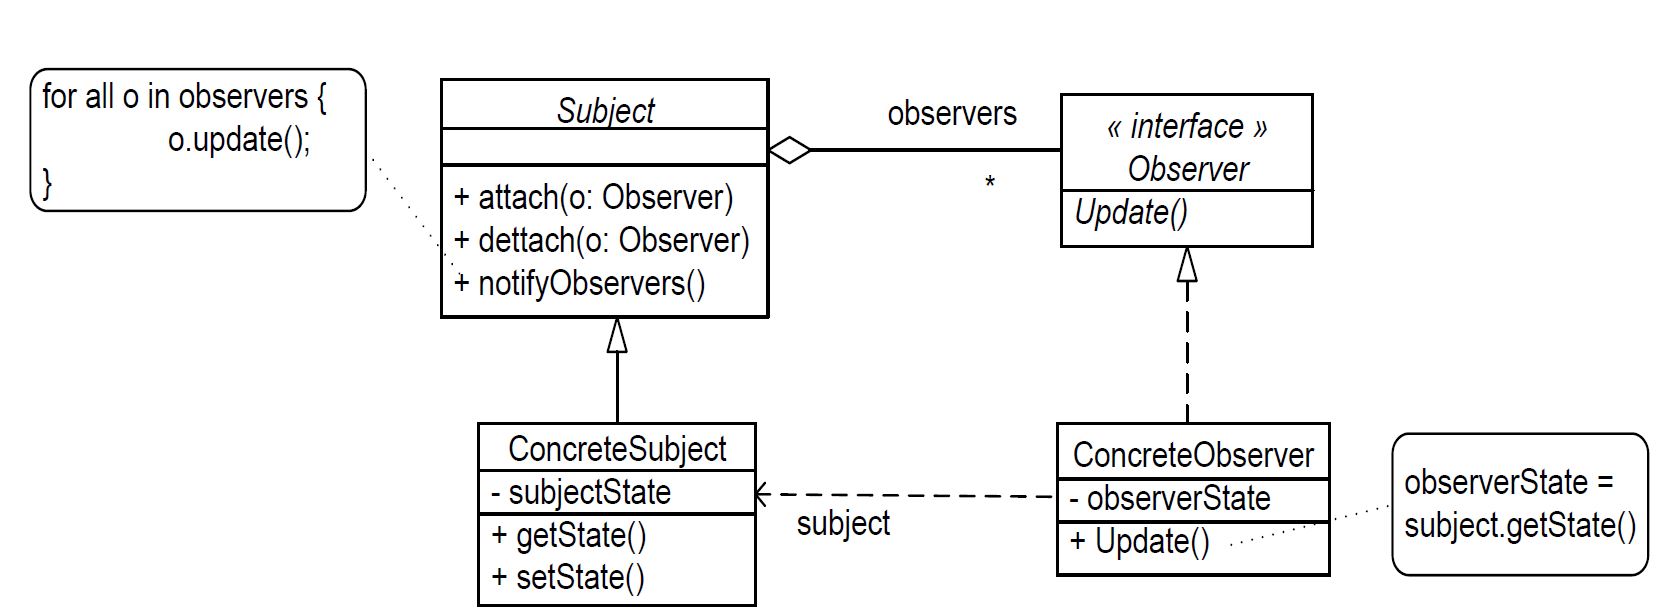 for all o in observers {
o.update();
}
Subject
+ attach(o: Observer)
+ dettach(o: Observer)
+ notifyObservers()
observers
*
« interface »
Observer
Update()
ConcreteSubject
- subjectState
+ getState()
+ setState()
subject
ConcreteObserver
- observerState
+ Update()
observerState =
subject.getState()